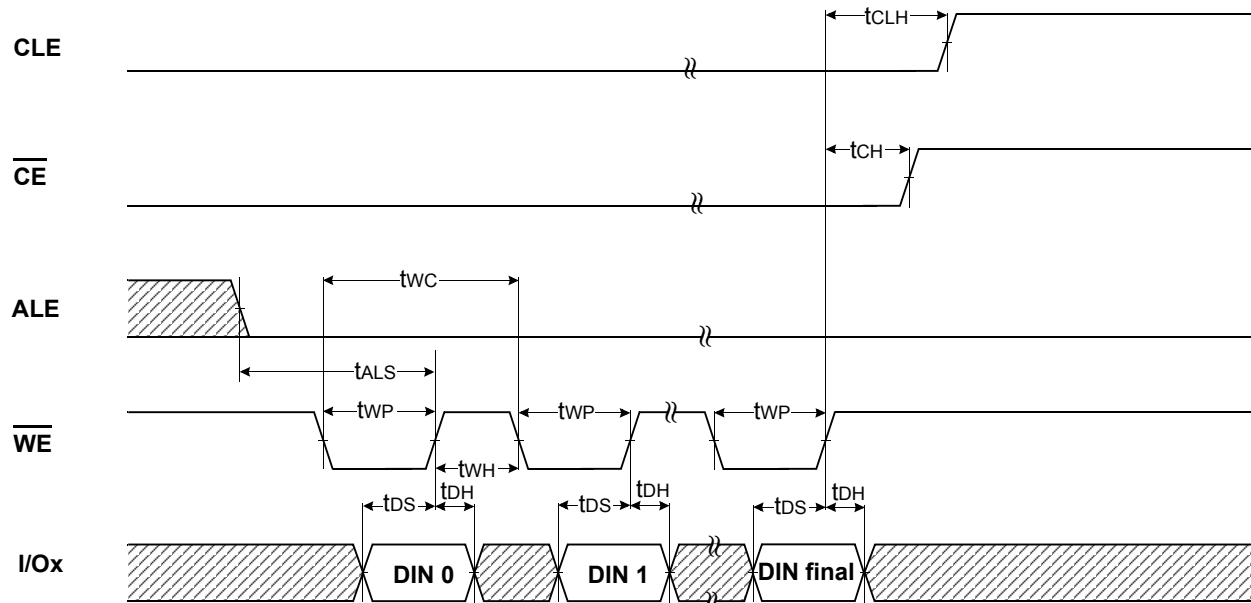 tCLH
CLE
tCH
CE
tWC
ALE
tALS
tWP
tWP
tWP
WE
tWH
tDS
tDH
tDS
tDH
tDS
tDH
I/Ox
DIN 0
DIN 1
DIN final